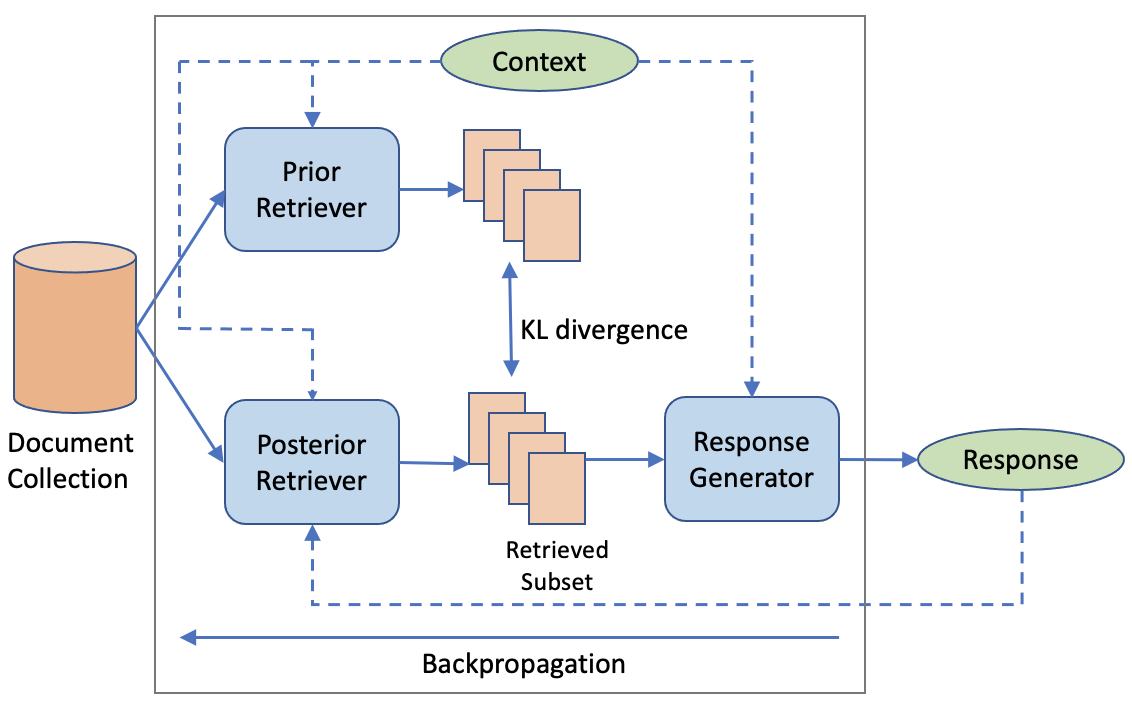 Context
Prior
Retriever
KL divergence
Document
Collection
Posterior
Retriever
Response
Generator
Response
Retrieved
Subset
Backpropagation